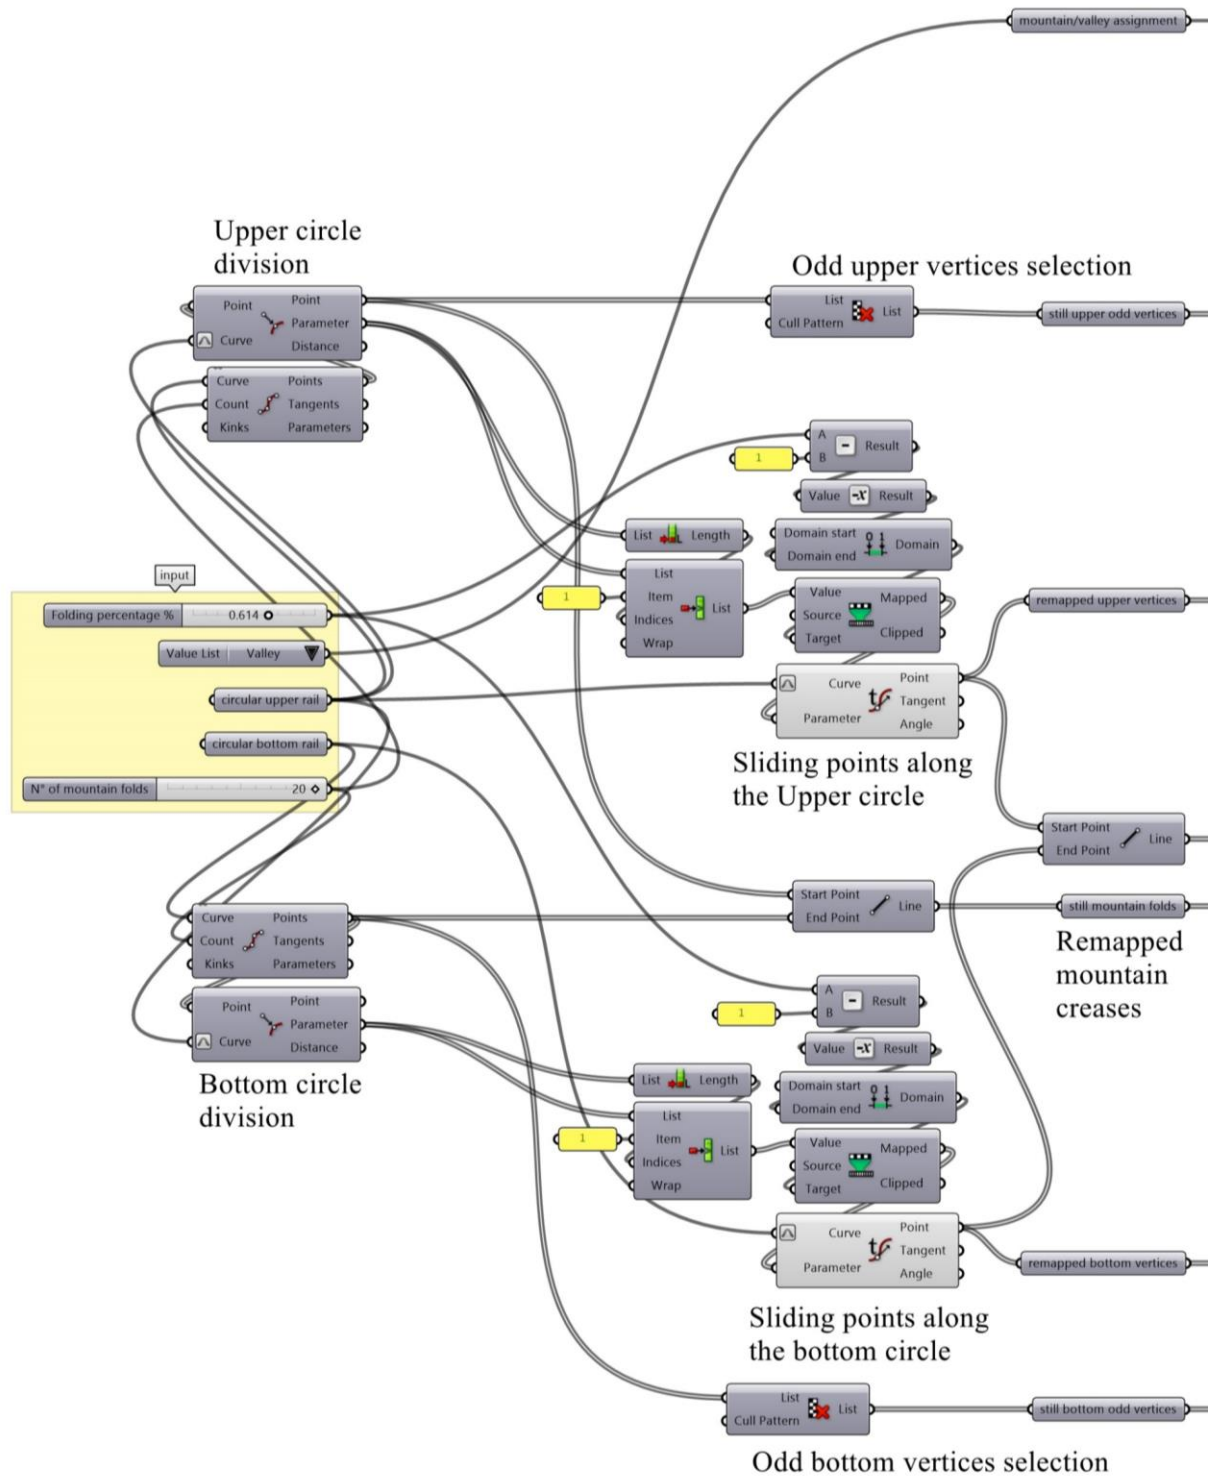 mountain/valley assignment
Upper circle
division
Point Point
Parameter
Curve Distance
Curve Points
Count Tangents
Kinks Parameters
Odd upper vertices selection
List List
Cull Pattern
still upper odd vertices
A Result
B
1
Value -x Result
Domain start 0 1 Domain
Domain end
List Length
List
Item List
Indices
Wrap
1
Value Mapped
Source
Target Clipped
Curve Point
t Tangent
Parameter Angle
remapped upper vertices
Sliding points along
the Upper circle
input
Folding percentage % 0.614
Value List Valley
circular upper rail
circular bottom rail
N° of mountain folds 20
Start Point Line
End Point
Start Point Line
End Point
still mountain folds
Remapped
mountain
creases
Curve Points
Count Tangents
Kinks Parameters
Point Point
Parameter
Curve Distance
Bottom circle
division
A Result
B
1
Value -x Result
Domain start 0 1 Domain
Domain end
List Length
List
Item List
Indices
Wrap
1
Value Mapped
Source
Target Clipped
Curve Point
t Tangent
Parameter Angle
remapped bottom vertices
Sliding points along
the bottom circle
List List
Cull Pattern
still bottom odd vertices
Odd bottom vertices selection